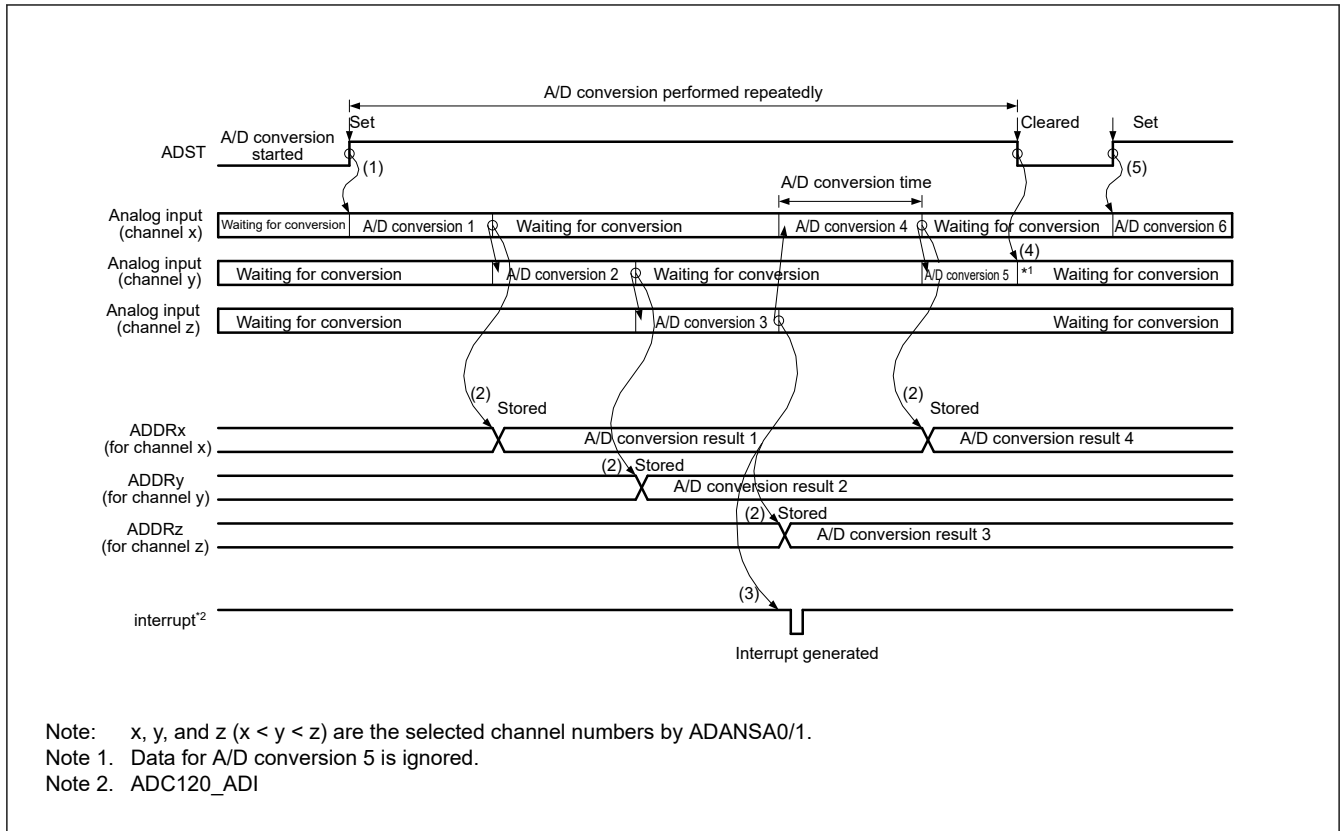 A/D conversion performed repeatedly
Set
Cleared
Set
A/D conversion
started
ADST
(1)
(5)
A/D conversion time
Analog input
(channel x)
Waiting for conversion
A/D conversion 1
Waiting for conversion
A/D conversion 4
Waiting for conversion
A/D conversion 6
(4)
Analog input
(channel y)
Waiting for conversion
A/D conversion 2
Waiting for conversion
A/D conversion 5
*1
Waiting for conversion
Analog input
(channel z)
Waiting for conversion
A/D conversion 3
Waiting for conversion
(2)
Stored
(2)
Stored
ADDRx
(for channel x)
A/D conversion result 1
A/D conversion result 4
(2)
Stored
ADDRy
(for channel y)
A/D conversion result 2
(2)
Stored
ADDRz
(for channel z)
A/D conversion result 3
(3)
interrupt*2
Interrupt generated
Note: x, y, and z (x < y < z) are the selected channel numbers by ADANSA0/1.
Note 1. Data for A/D conversion 5 is ignored.
Note 2. ADC120_ADI